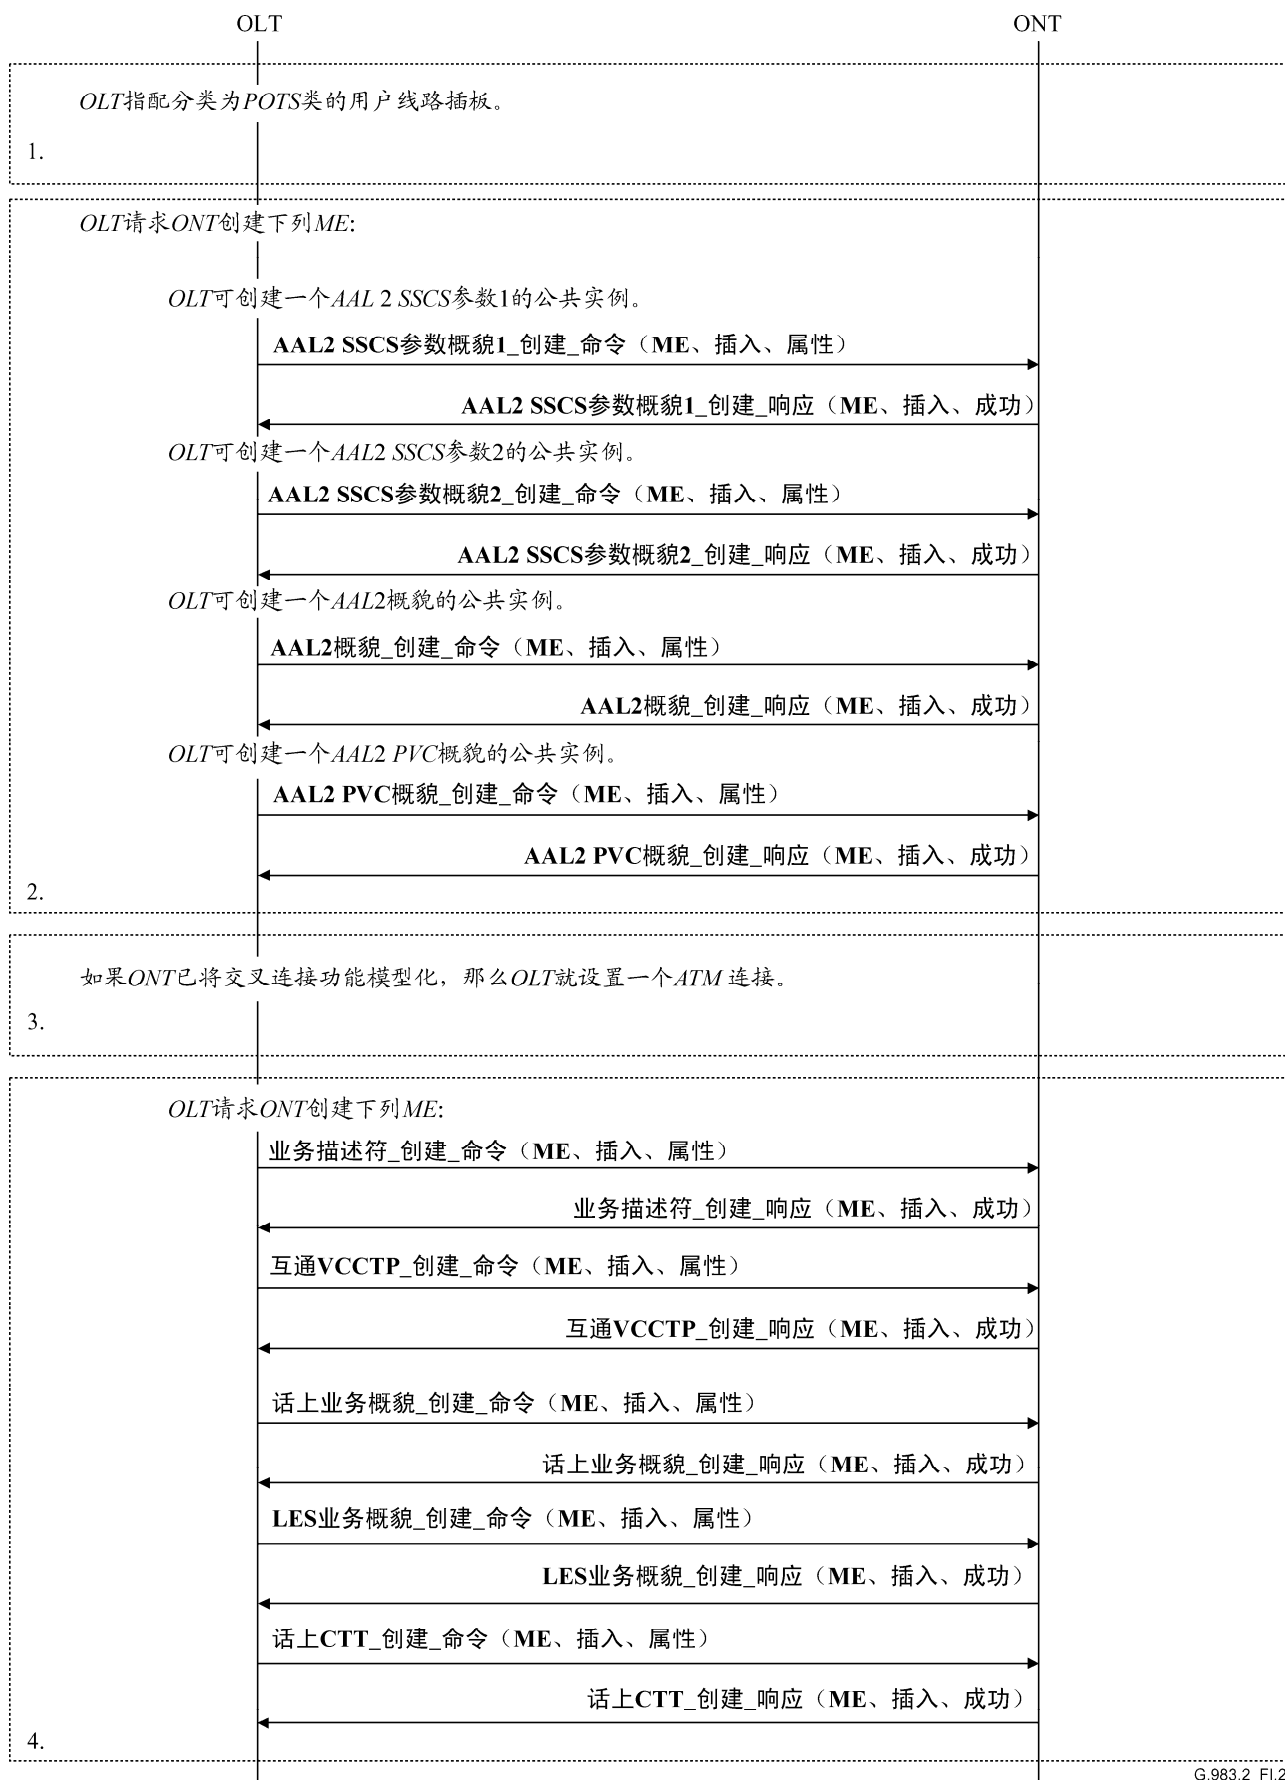 OLT
ONT
OLT指配分类为POTS类的用户线路插板。
1.
OLT请求ONT创建下列ME:
OLT可创建一个AAL 2 SSCS参数1的公共实例。
AAL2 SSCS参数概貌1_创建_命令（ME、插入、属性）
AAL2 SSCS参数概貌1_创建_响应（ME、插入、成功）
OLT可创建一个AAL2 SSCS参数2的公共实例。
AAL2 SSCS参数概貌2_创建_命令（ME、插入、属性）
AAL2 SSCS参数概貌2_创建_响应（ME、插入、成功）
OLT可创建一个AAL2概貌的公共实例。
AAL2概貌_创建_命令（ME、插入、属性）
AAL2概貌_创建_响应（ME、插入、成功）
OLT可创建一个AAL2 PVC概貌的公共实例。
AAL2 PVC概貌_创建_命令（ME、插入、属性）
AAL2 PVC概貌_创建_响应（ME、插入、成功）
2.
如果ONT已将交叉连接功能模型化，那么OLT就设置一个ATM 连接。
3.
OLT请求ONT创建下列ME:
业务描述符_创建_命令（ME、插入、属性）
业务描述符_创建_响应（ME、插入、成功）
互通VCCTP_创建_命令（ME、插入、属性）
互通VCCTP_创建_响应（ME、插入、成功）
话上业务概貌_创建_命令（ME、插入、属性）
话上业务概貌_创建_响应（ME、插入、成功）
LES业务概貌_创建_命令（ME、插入、属性）
LES业务概貌_创建_响应（ME、插入、成功）
话上CTT_创建_命令（ME、插入、属性）
话上CTT_创建_响应（ME、插入、成功）
4.
G.983.2_FI.2